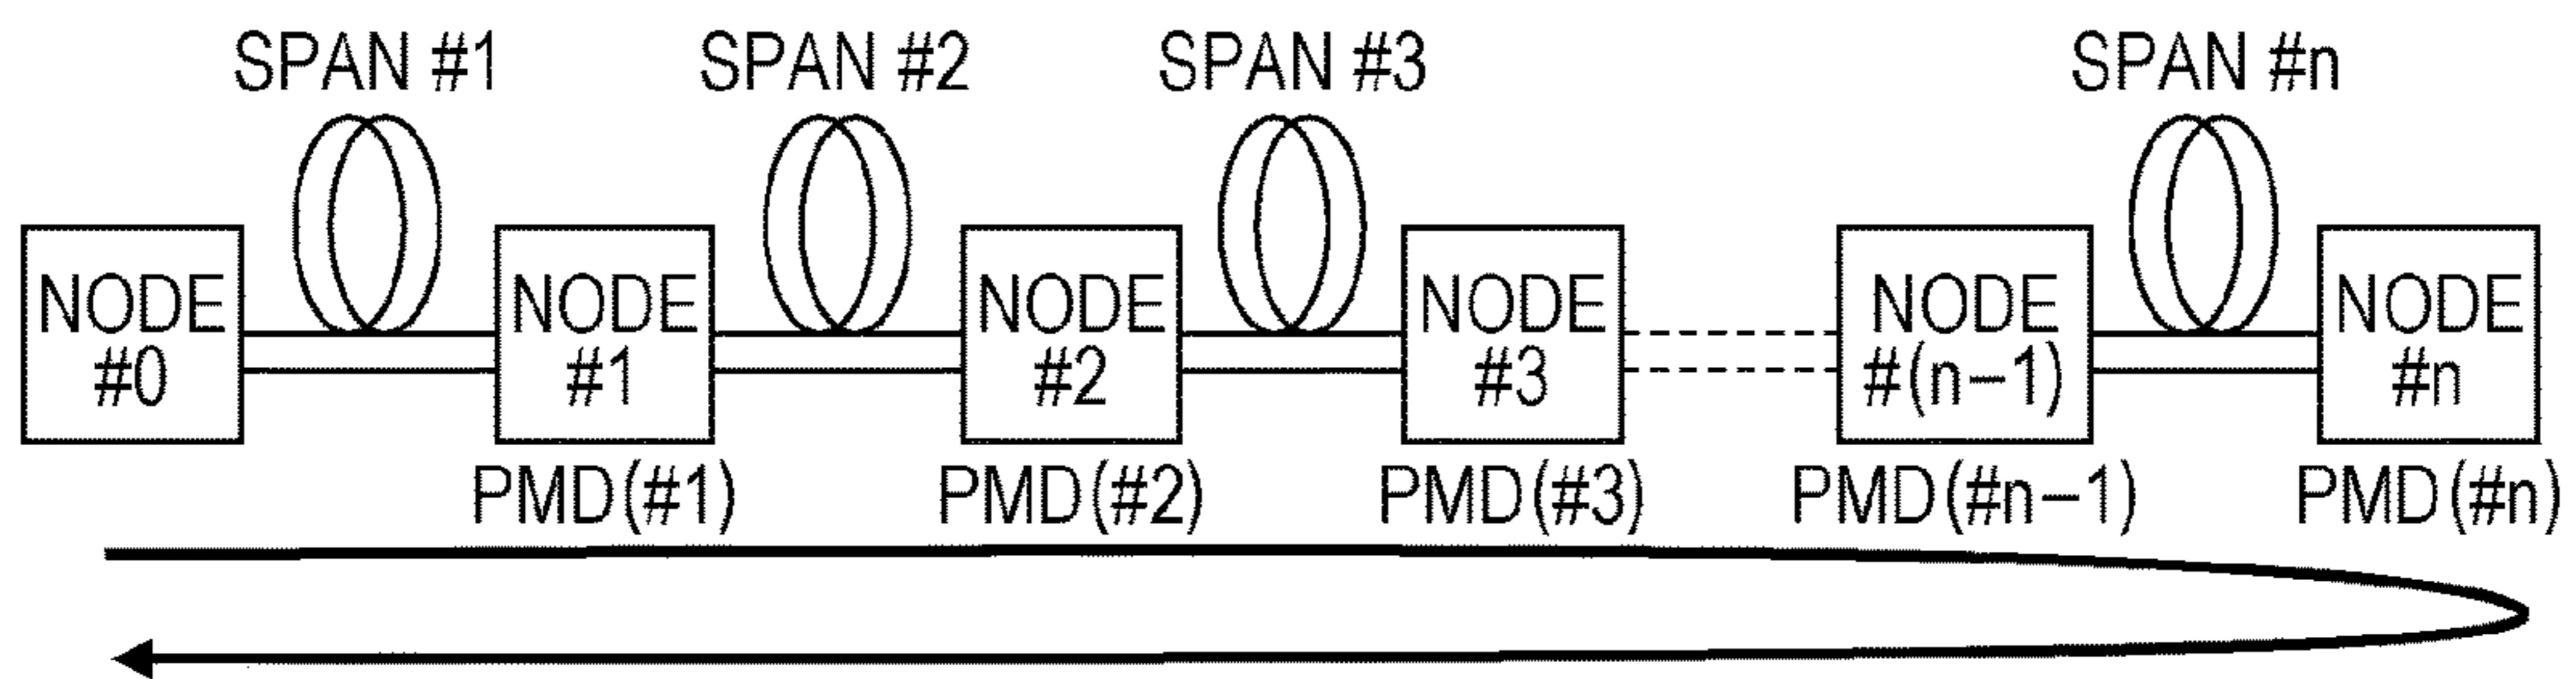 SPAN #1
SPAN #2
SPAN #3
SPAN #n
NODE
#0
NODE
#1
NODE
#2
NODE
#3
NODE
#(n−1)
NODE
#n
PMD(#1)
PMD(#2)
PMD(#3)
PMD(#n−1)
PMD(#n)